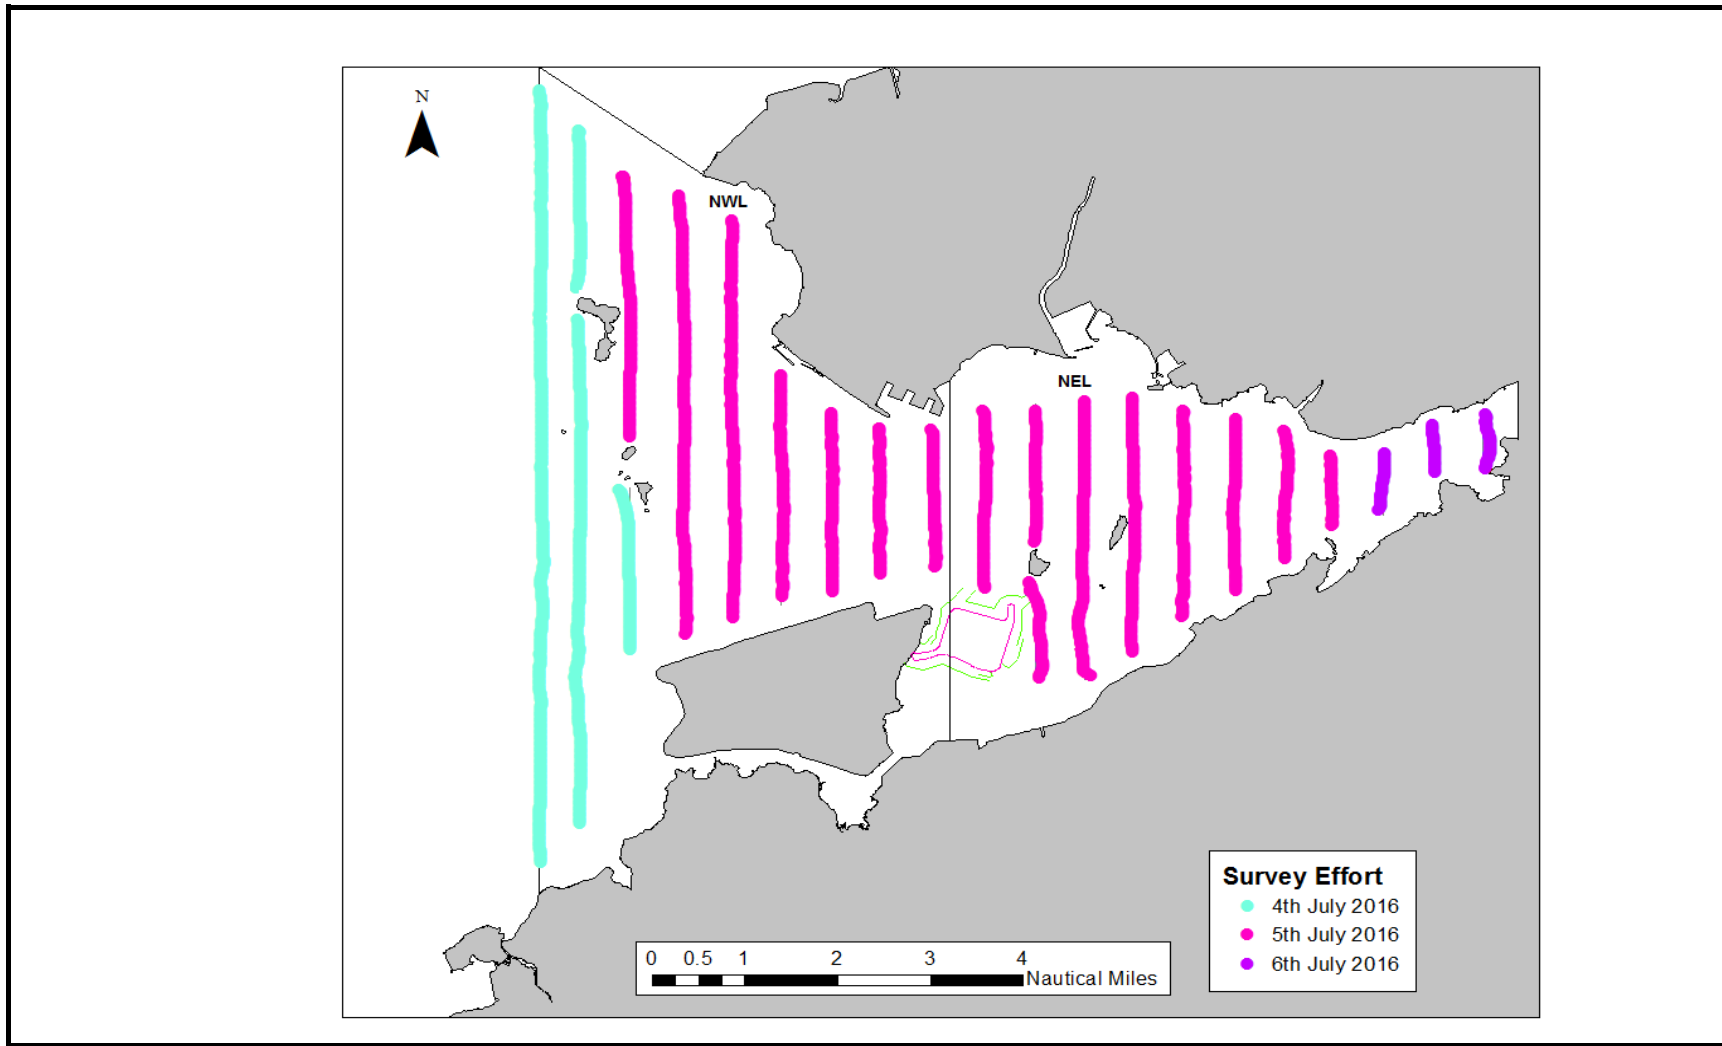 N
NWL
NEL
Survey Effort
4th July 2016
5th July 2016
6th July 2016
0 0.5 1 2 3 4
Nautical Miles